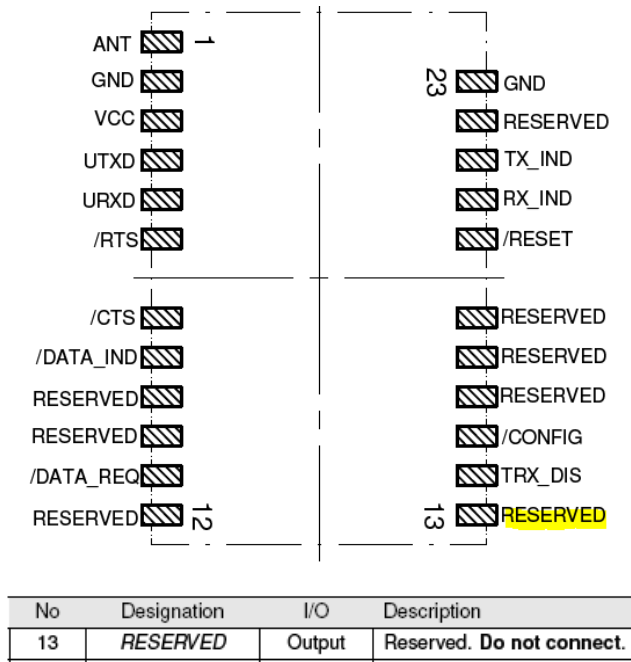 ANT 1
GND 23 GND
VCC RESERVED
UTXD TX_IND
URXD RX_IND
/RTS /RESET
/CTS RESERVED
/DATA_IND RESERVED
RESERVED RESERVED
RESERVED /CONFIG
/DATA_REQ TRX_DIS
RESERVED 12 13 RESERVED
No Designation I/O Description
13 RESERVED Output Reserved. Do not connect.